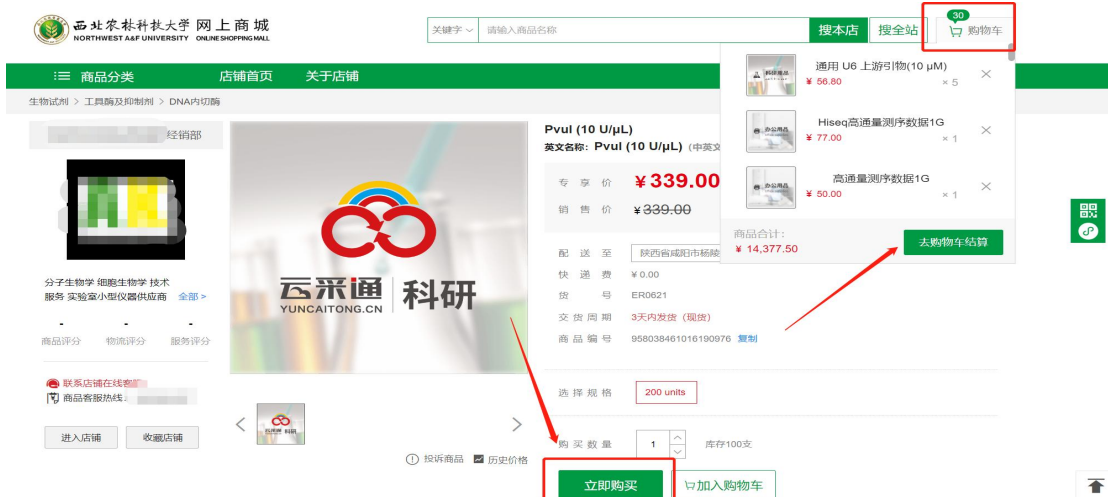 西北农林科技大学 网上商城
NORTHWEST A&F UNIVERSITY ONLINE SHOPPING MALL
关键字 请输入商品名称 搜本店 搜全站 30 购物车
商品分类 店铺首页 关于店铺
生物试剂 > 工具酶及抑制剂 > DNA内切酶
经销部
分子生物学 细胞生物学 技术
服务 实验室小型仪器供应商 全部 >
- - -
商品评分 物流评分 服务评分
联系店铺在线客
商品客服热线:
进入店铺 收藏店铺
云采通 科研
YUNCAITONG.CN
投诉商品 历史价格
PvuI (10 U/μL)
英文名称: PvuI (10 U/μL) (中英文
专享价 ¥339.00
销售价 ¥339.00
配送至 陕西省咸阳市杨陵
快递费 ¥0.00
货号 ER0621
交货周期 3天内发货 (现货)
商品编号 958038461016190976 复制
选择规格 200 units
购买数量 1 库存100支
立即购买 加入购物车
通用 U6 上游引物(10 μM)
¥ 56.80 × 5
Hiseq高通量测序数据1G
¥ 77.00 × 1
高通量测序数据1G
¥ 50.00 × 1
商品合计:
¥ 14,377.50
去购物车结算